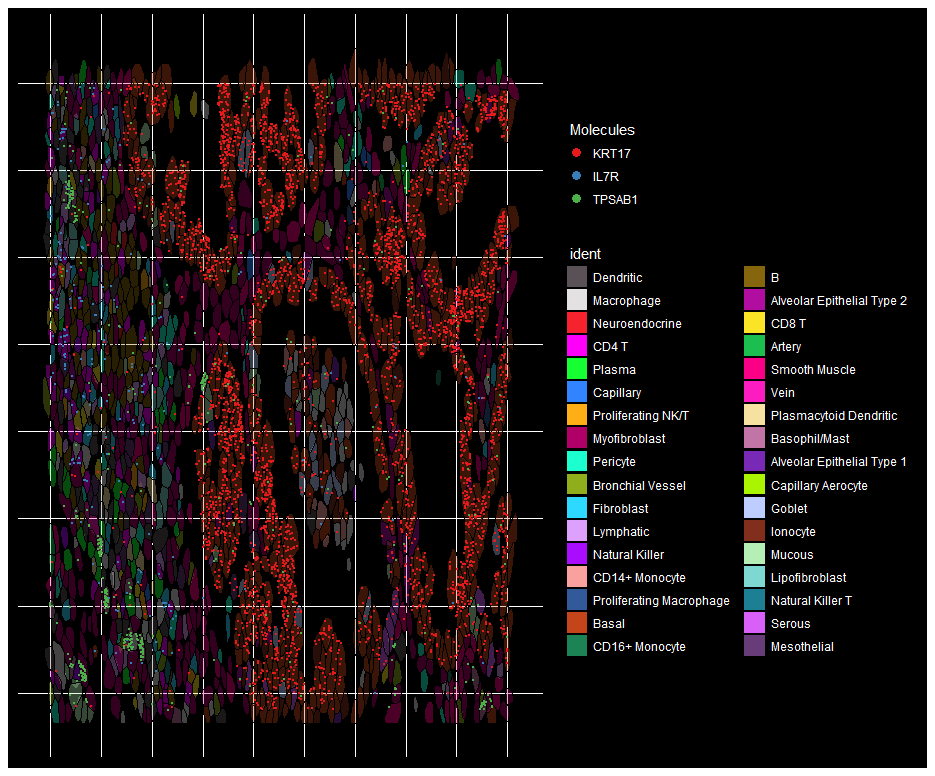 Molecules
KRT17
IL7R
TPSAB1
ident
Dendritic
Macrophage
Neuroendocrine
CD4 T
Plasma
Capillary
Proliferating NK/T
Myofibroblast
Pericyte
Bronchial Vessel
Fibroblast
Lymphatic
Natural Killer
CD14+ Monocyte
Proliferating Macrophage
Basal
CD16+ Monocyte
B
Alveolar Epithelial Type 2
CD8 T
Artery
Smooth Muscle
Vein
Plasmacytoid Dendritic
Basophil/Mast
Alveolar Epithelial Type 1
Capillary Aerocyte
Goblet
Ionocyte
Mucous
Lipofibroblast
Natural Killer T
Serous
Mesothelial